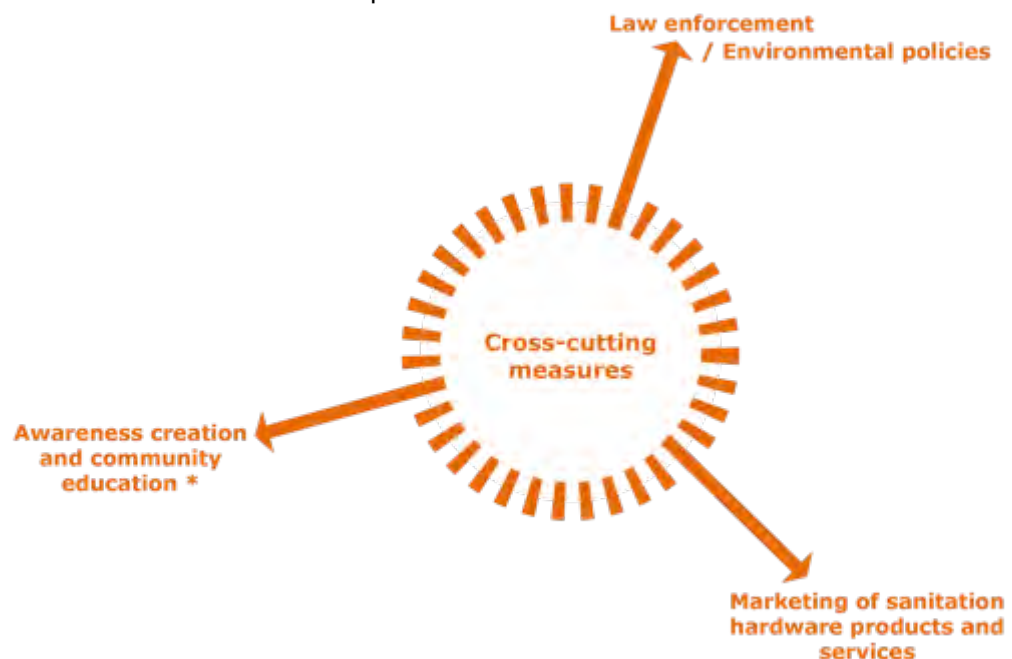 Law enforcement
/ Environmental policies
Cross-cutting
measures
Awareness creation
and community
education *
Marketing of sanitation
hardware products and
services